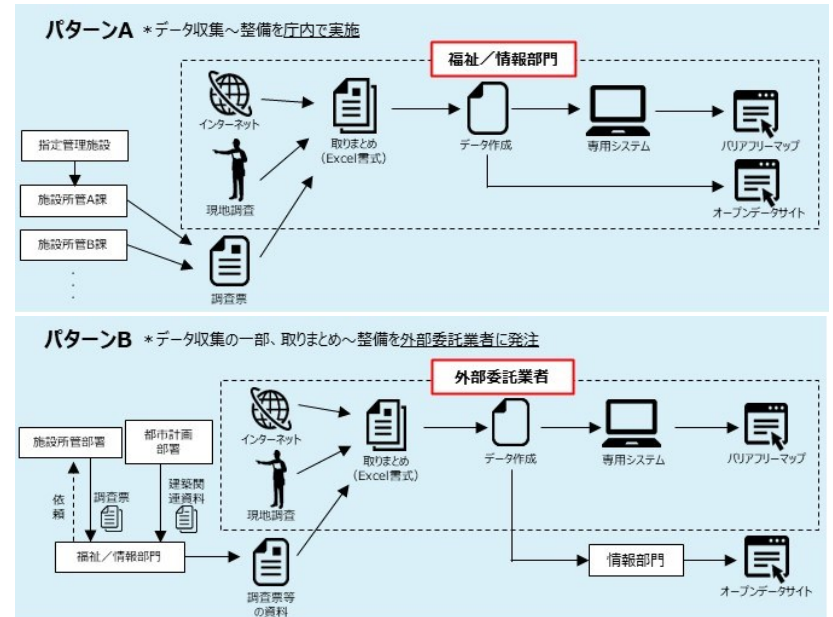 パターンA *データ収集~整備を庁内で実施
福祉/情報部門
インターネット
取りまとめ
(Excel書式)
データ作成
専用システム
バリアフリーマップ
指定管理施設
施設所管A課
現地調査
オープンデータサイト
施設所管B課
調査票
・
・
・
パターンB *データ収集の一部、取りまとめ~整備を外部委託業者に発注
外部委託業者
施設所管部署
都市計画
部署
インターネット
取りまとめ
(Excel書式)
データ作成
専用システム
バリアフリーマップ
依
頼
調査票
建築関
連資料
現地調査
福祉/情報部門
調査票等
の資料
情報部門
オープンデータサイト